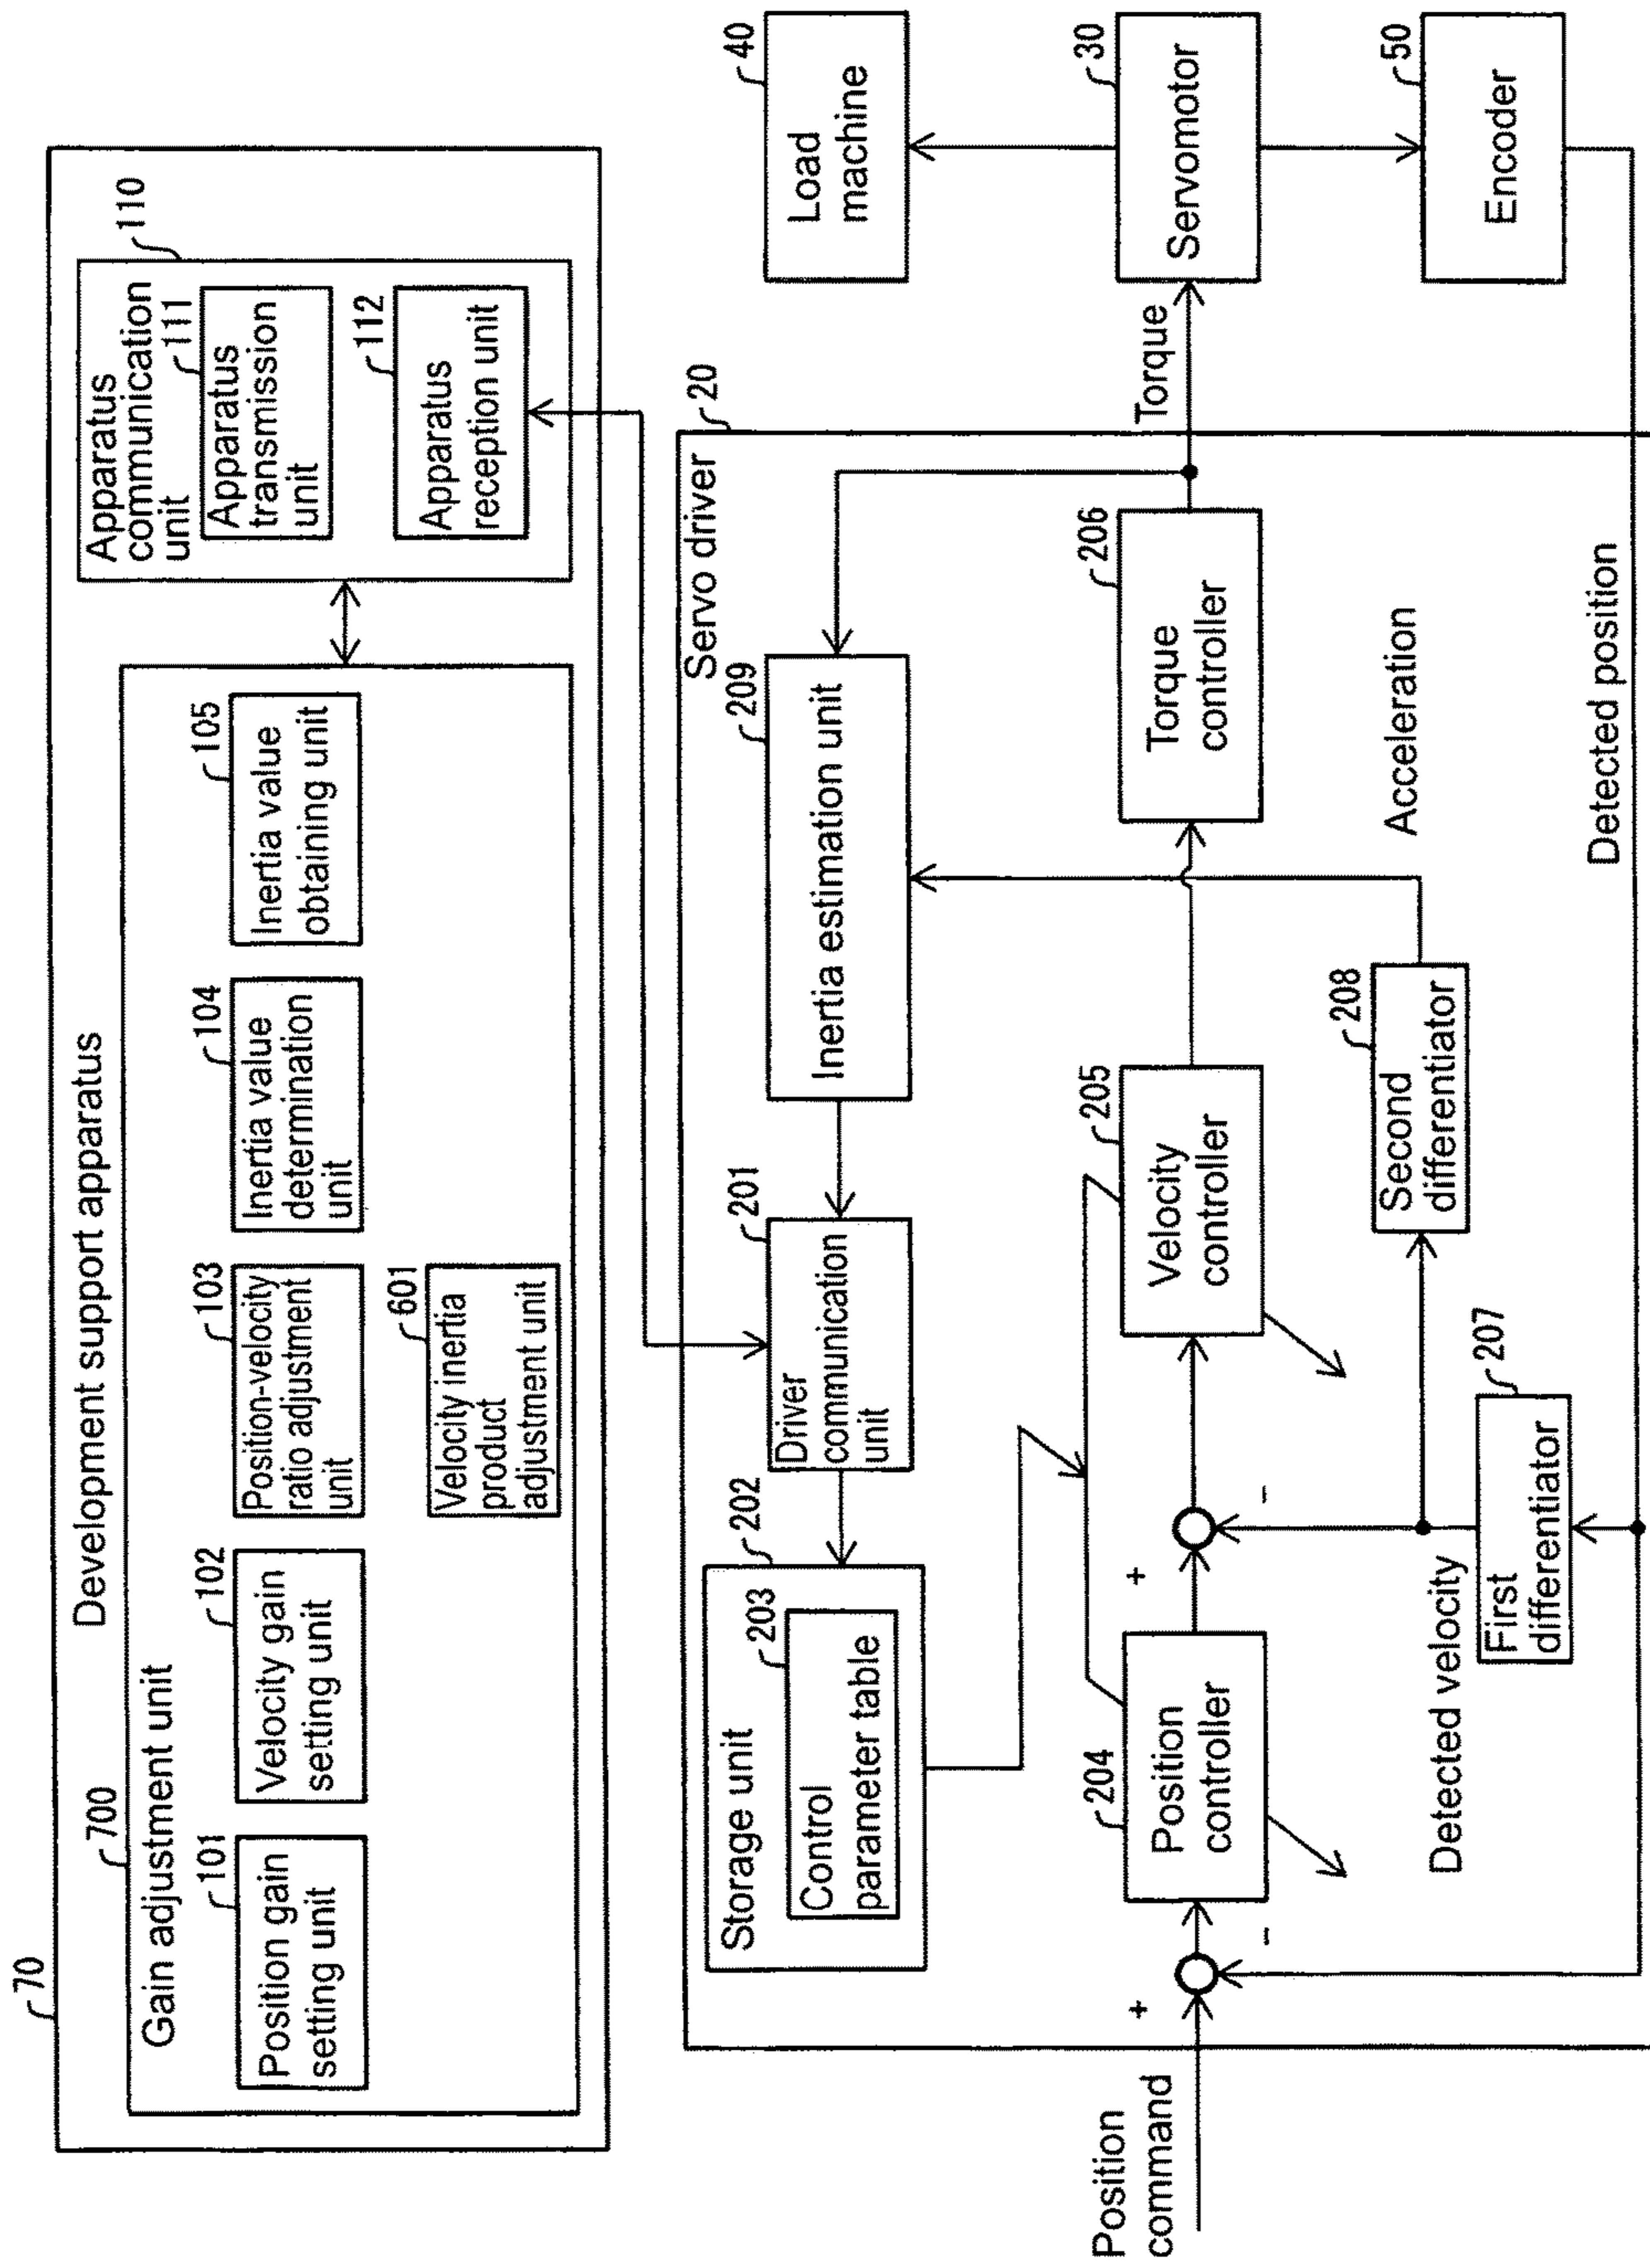 70
Development support apparatus
700
Gain adjustment unit
101
Position gain
setting unit
102
Velocity gain
setting unit
103
Position-velocity
ratio adjustment
unit
104
Inertia value
determination
unit
105
Inertia value
obtaining unit
601
Velocity inertia
product
adjustment unit
110
Apparatus
communication
unit
111
Apparatus
transmission
unit
112
Apparatus
reception unit
Servo driver
20
Storage unit
202
203
Control
parameter table
201
Driver
communication
unit
209
Inertia estimation unit
40
Load
machine
Position
command
+
−
204
Position
controller
+
−
205
Velocity
controller
206
Torque
controller
Torque
30
Servomotor
Detected velocity
207
First
differentiator
208
Second
differentiator
Acceleration
50
Encoder
Detected position